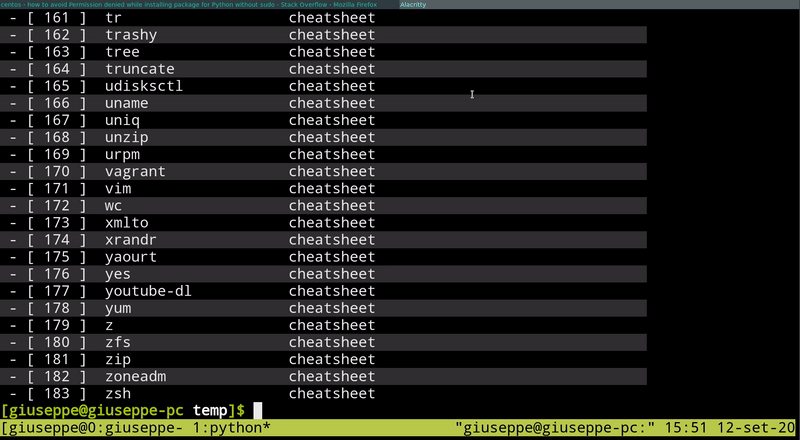 centos - how to avoid Permission denied while installing package for Python without sudo - Stack Overflow - Mozilla Firefox Alacritty
- [ 161 ] tr cheatsheet
- [ 162 ] trashy cheatsheet
- [ 163 ] tree cheatsheet
- [ 164 ] truncate cheatsheet
- [ 165 ] udisksctl cheatsheet
- [ 166 ] uname cheatsheet
- [ 167 ] uniq cheatsheet
- [ 168 ] unzip cheatsheet
- [ 169 ] urpm cheatsheet
- [ 170 ] vagrant cheatsheet
- [ 171 ] vim cheatsheet
- [ 172 ] wc cheatsheet
- [ 173 ] xmlto cheatsheet
- [ 174 ] xrandr cheatsheet
- [ 175 ] yaourt cheatsheet
- [ 176 ] yes cheatsheet
- [ 177 ] youtube-dl cheatsheet
- [ 178 ] yum cheatsheet
- [ 179 ] z cheatsheet
- [ 180 ] zfs cheatsheet
- [ 181 ] zip cheatsheet
- [ 182 ] zoneadm cheatsheet
- [ 183 ] zsh cheatsheet
[giuseppe@giuseppe-pc temp]$
[giuseppe@0:giuseppe- 1:python* "giuseppe@giuseppe-pc:" 15:51 12-set-20